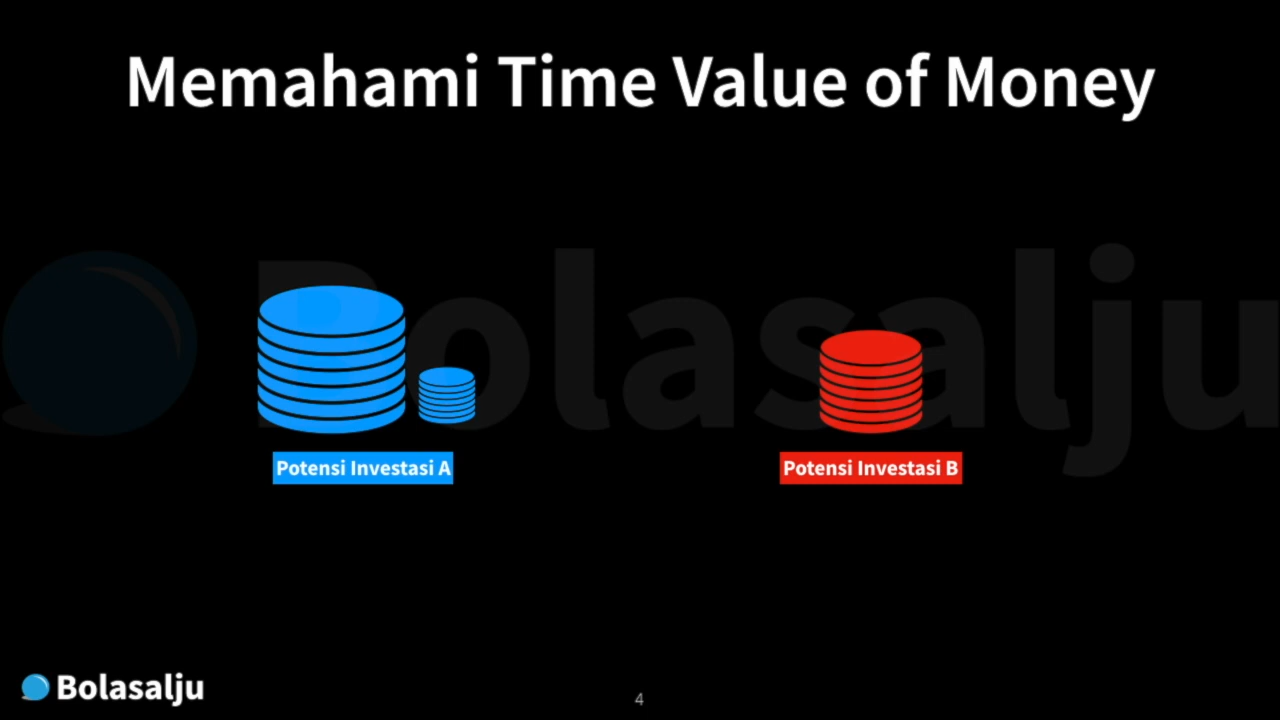 Memahami Time Value of Money
Bolasalju
Potensi Investasi A
Potensi Investasi B
Bolasalju
4